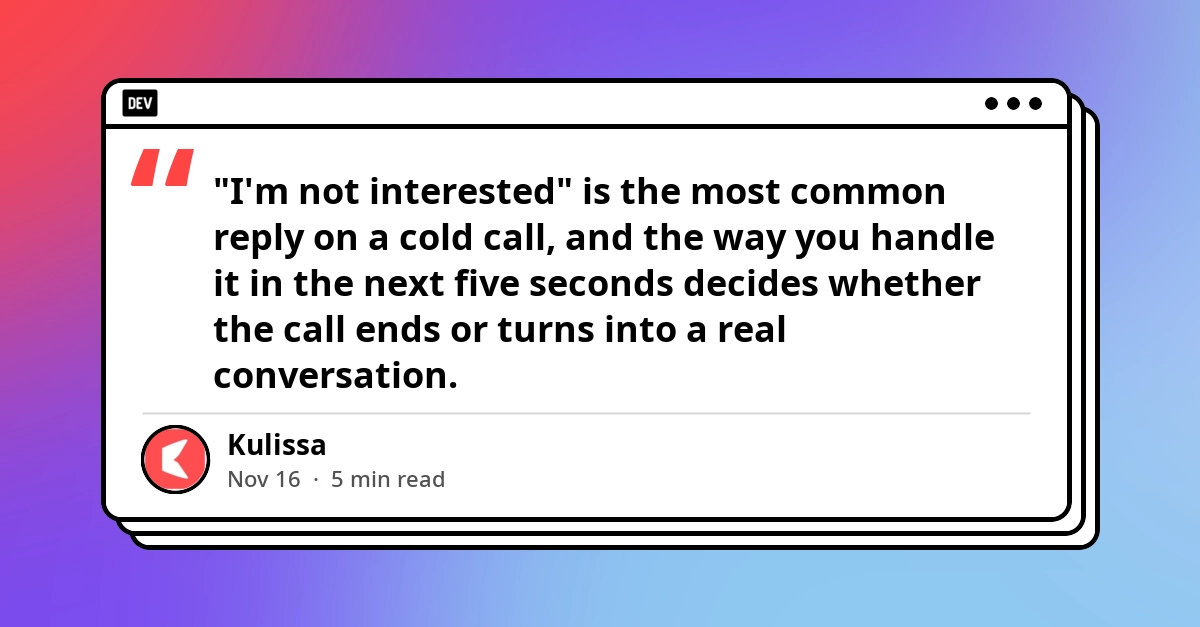 DEV
"I'm not interested" is the most common
reply on a cold call, and the way you handle
it in the next five seconds decides whether
the call ends or turns into a real
conversation.
Kulissa
Nov 16 · 5 min read